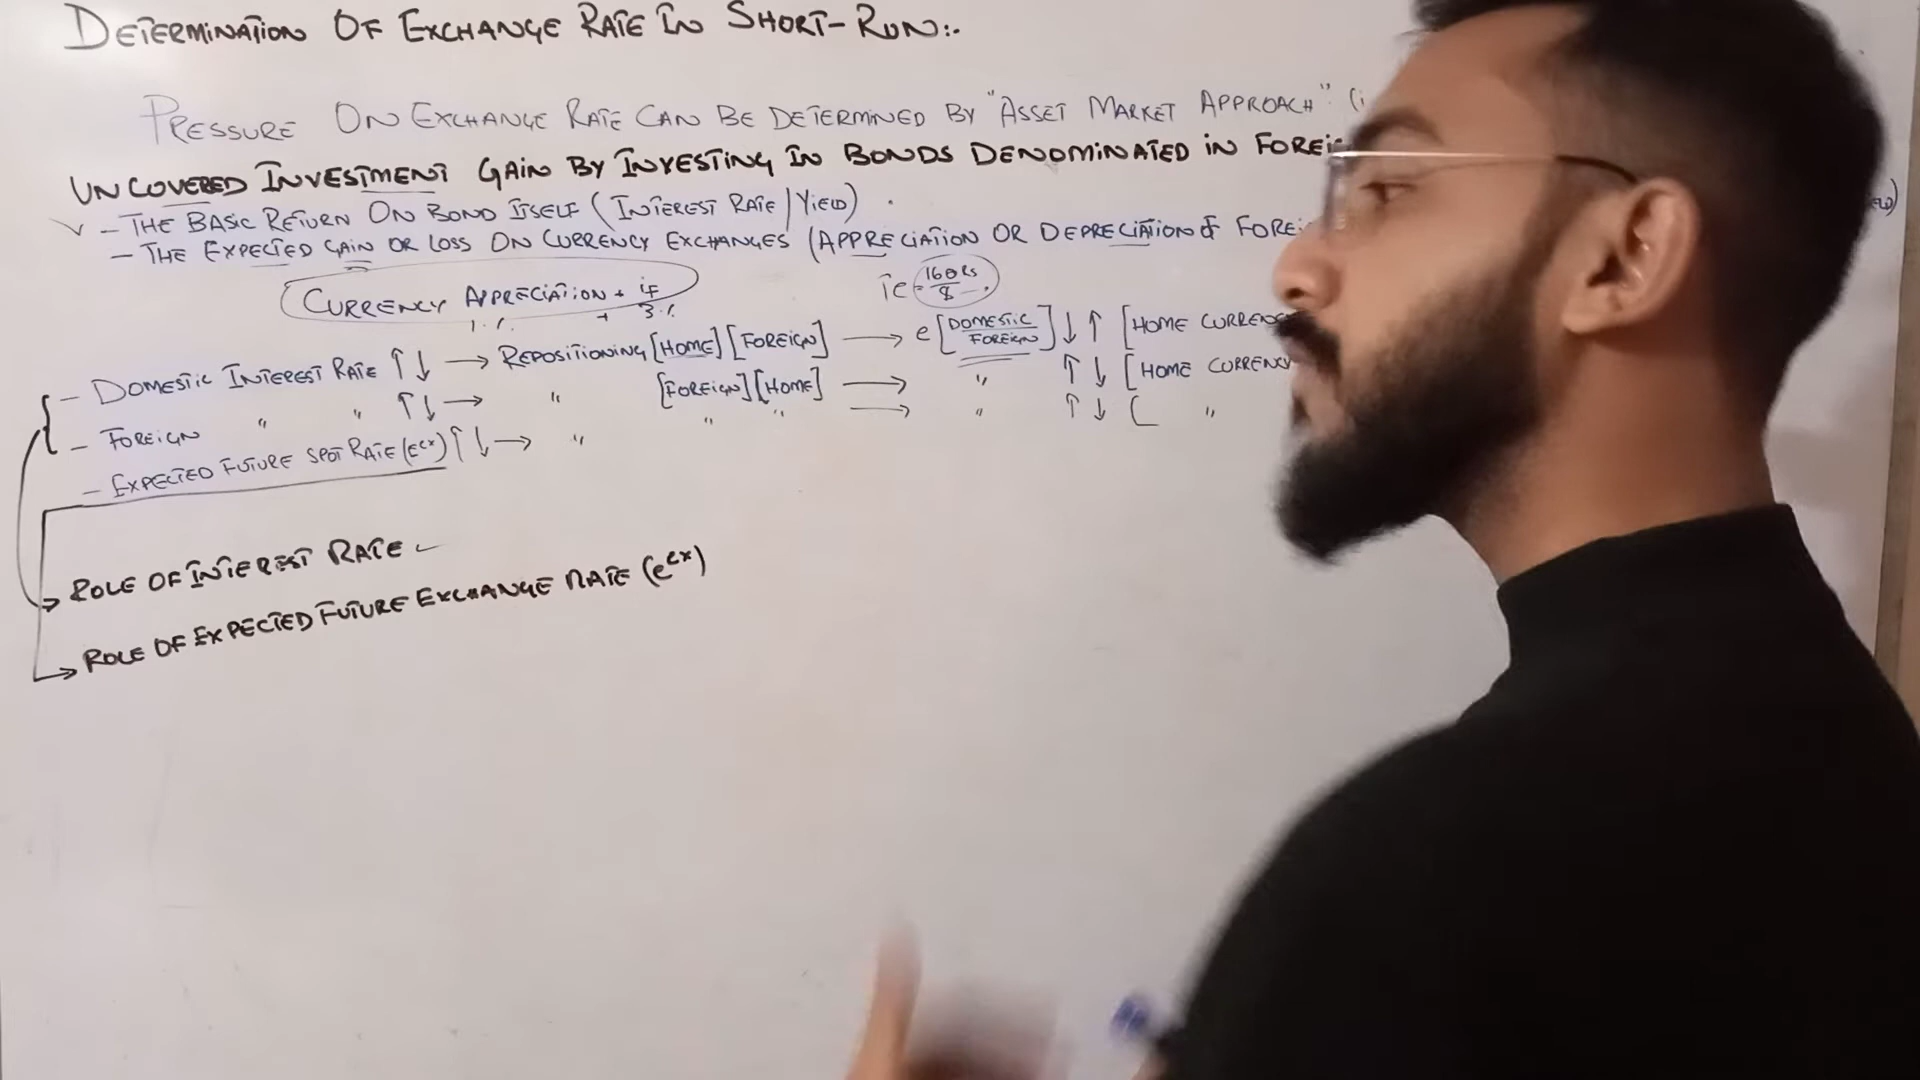 DETERMINATION OF EXCHANGE RATE IN SHORT-RUN:-
PRESSURE ON EXCHANGE RATE CAN BE DETERMINED BY "ASSET MARKET APPROACH" (i
UNCOVERED INVESTMENT GAIN BY INVESTING IN BONDS DENOMINATED IN FOREIG
✓ - THE BASIC RETURN ON BOND ITSELF (INTEREST RATE | YIELD) .
- THE EXPECTED GAIN OR LOSS ON CURRENCY EXCHANGES (APPRECIATION OR DEPRECIATION OF FOREI
CURRENCY APPRECIATION + if
1.% + 3.%
ie = 160Rs / $
- DOMESTIC INTEREST RATE ↑ ↓ → REPOSITIONING [HOME] [FOREIGN] → e [DOMESTIC / FOREIGN] ↓ ↑ [HOME CURRENC
- FOREIGN " " ↑ ↓ → " [FOREIGN] [HOME] → " ↑ ↓ [HOME CURRENCY
- EXPECTED FUTURE SPOT RATE (Eex) ↑ ↓ → " " " → " ↑ ↓ ( "
→ ROLE OF INTEREST RATE ✓
→ ROLE OF EXPECTED FUTURE EXCHANGE RATE (eex)